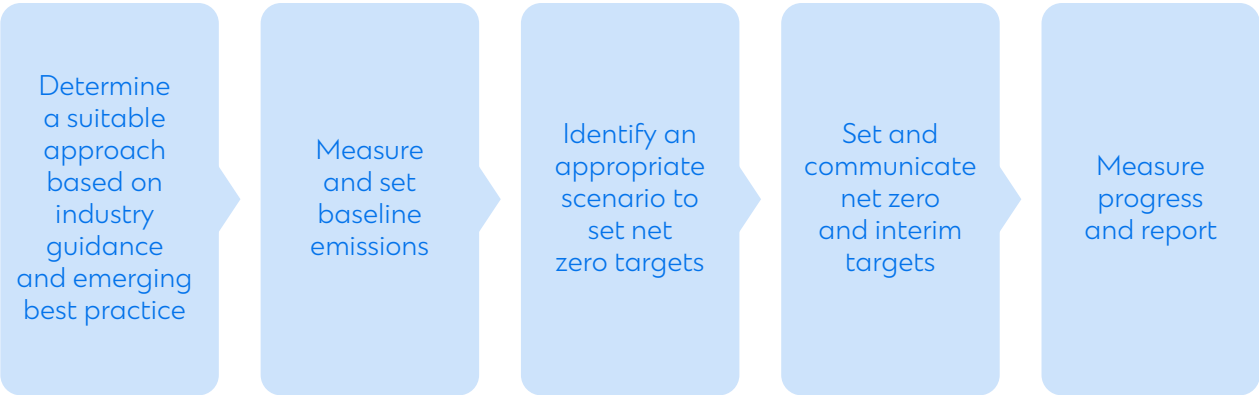 Determine
a suitable
approach
based on
industry
guidance
and emerging
best practice
Measure
and set
baseline
emissions
Identify an
appropriate
scenario to
set net
zero targets
Set and
communicate
net zero
and interim
targets
Measure
progress
and report